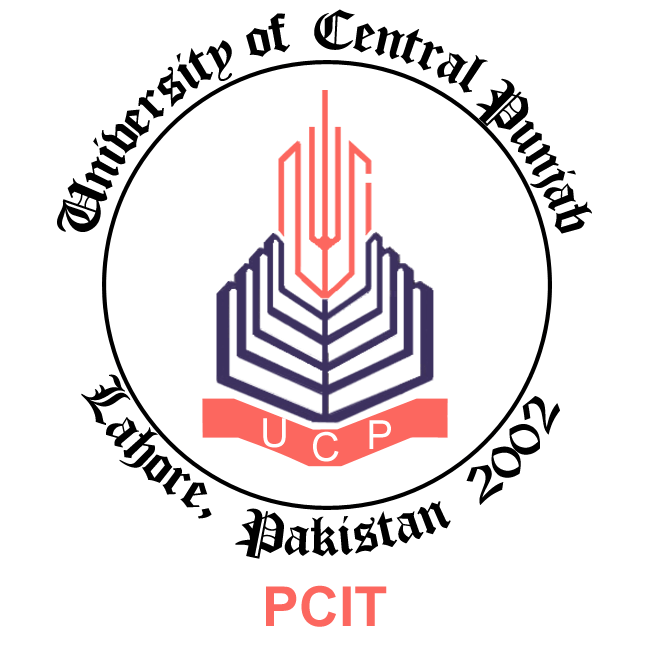 University of Central Punjab
UCP
Lahore, Pakistan 2002
PCIT